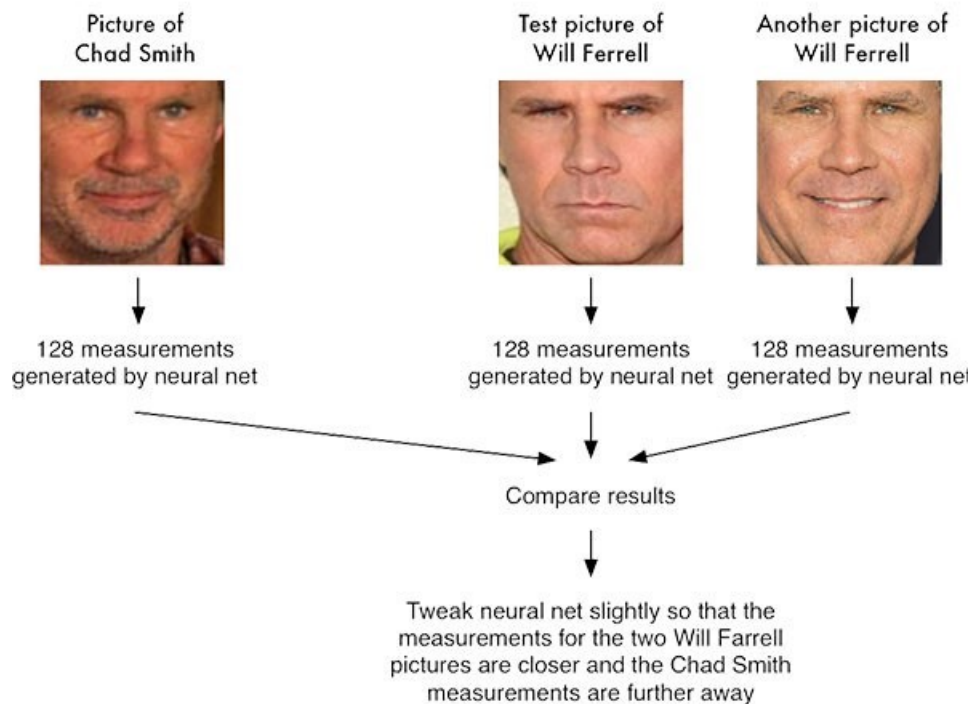 Picture of
Chad Smith
Test picture of
Will Ferrell
Another picture of
Will Ferrell
128 measurements
generated by neural net
128 measurements
generated by neural net
128 measurements
generated by neural net
Compare results
Tweak neural net slightly so that the
measurements for the two Will Farrell
pictures are closer and the Chad Smith
measurements are further away